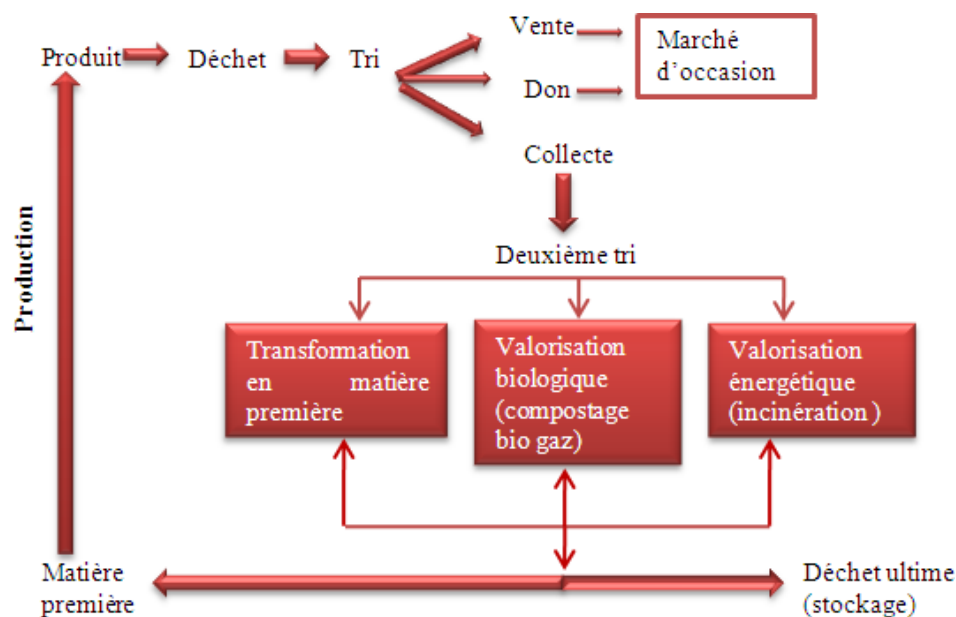 Produit
Déchet
Tri
Vente
Don
Collecte
Marché
d’occasion
Deuxième tri
Transformation
en matière
première
Valorisation
biologique
(compostage
bio gaz)
Valorisation
énergétique
(incinération )
Production
Matière
première
Déchet ultime
(stockage)